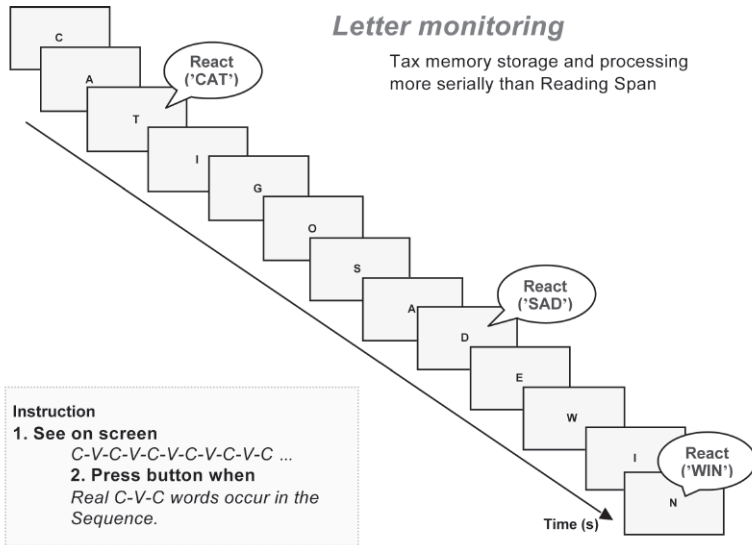 Letter monitoring
Tax memory storage and processing
more serially than Reading Span
C
A
React
('CAT')
T
I
G
O
S
A
React
('SAD')
D
E
W
I
React
('WIN')
N
Time (s)
Instruction
1. See on screen
C-V-C-V-C-V-C-V-C-V-C ...
2. Press button when
Real C-V-C words occur in the
Sequence.